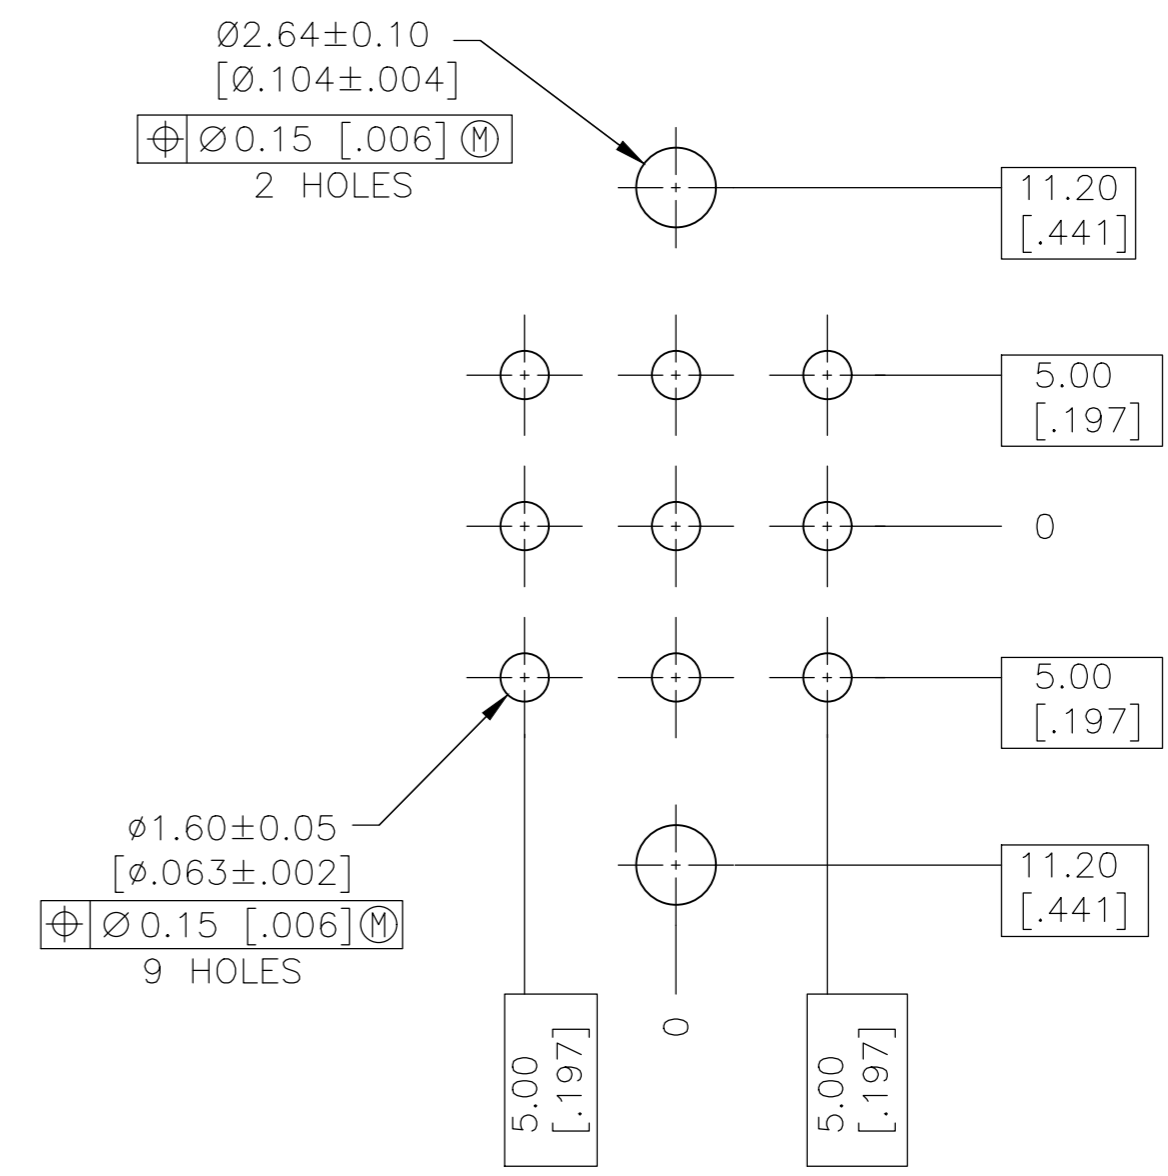 Ø2.64±0.10
[Ø.104±.004]
⌖ Ø0.15 [.006] Ⓜ
2 HOLES
11.20
[.441]
5.00
[.197]
0
5.00
[.197]
ø1.60±0.05
[ø.063±.002]
⌖ Ø0.15 [.006] Ⓜ
9 HOLES
11.20
[.441]
5.00
[.197]
0
5.00
[.197]